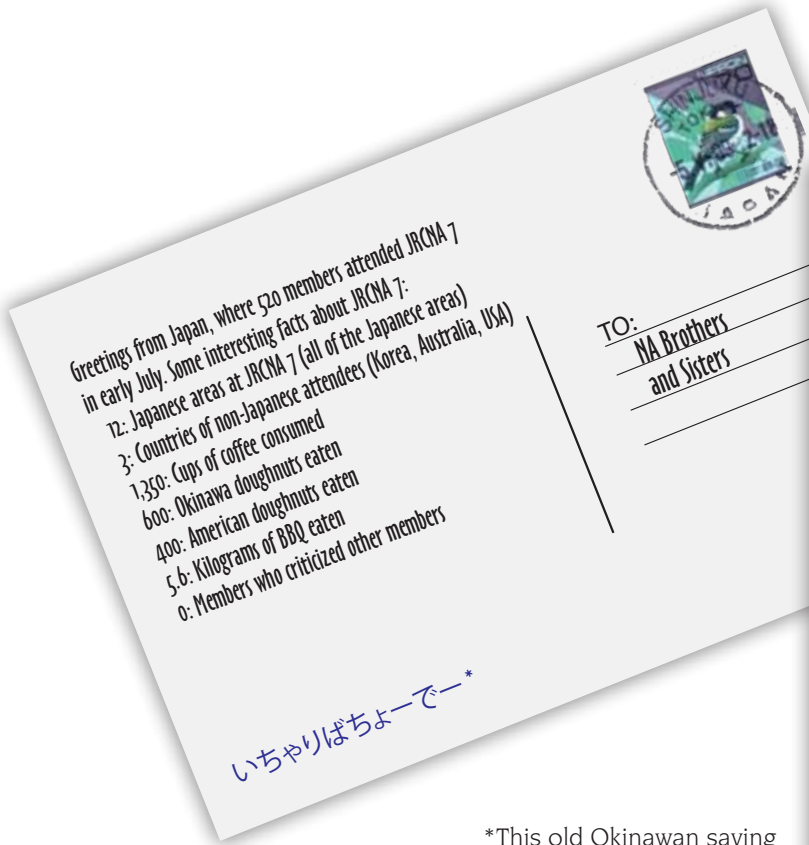 Greetings from Japan, where 520 members attended JRCNA 7
in early July. Some interesting facts about JRCNA 7:
12: Japanese areas at JRCNA 7 (all of the Japanese areas)
3: Countries of non-Japanese attendees (Korea, Australia, USA)
1,350: Cups of coffee consumed
600: Okinawa doughnuts eaten
400: American doughnuts eaten
5.6: Kilograms of BBQ eaten
0: Members who criticized other members
いちゃりばちょーでー*
TO:
NA Brothers
and Sisters
JAPAN
*This old Okinawan saying